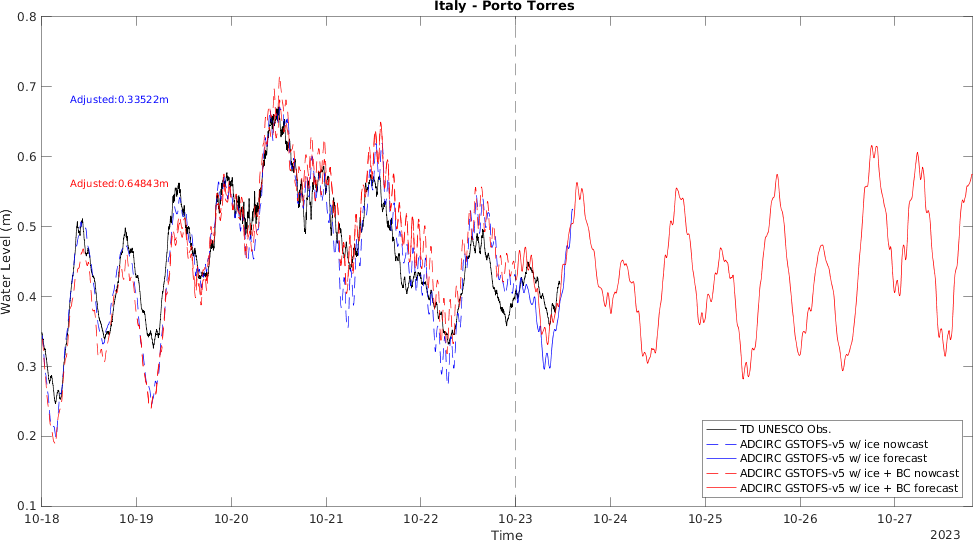 Italy - Porto Torres
0.8
0.7
0.6
0.5
0.4
0.3
0.2
0.1
Water Level (m)
Adjusted:0.33522m
Adjusted:0.64843m
TD UNESCO Obs.
ADCIRC GSTOFS-v5 w/ ice nowcast
ADCIRC GSTOFS-v5 w/ ice forecast
ADCIRC GSTOFS-v5 w/ ice + BC nowcast
ADCIRC GSTOFS-v5 w/ ice + BC forecast
10-18 10-19 10-20 10-21 10-22 10-23 10-24 10-25 10-26 10-27
Time
2023